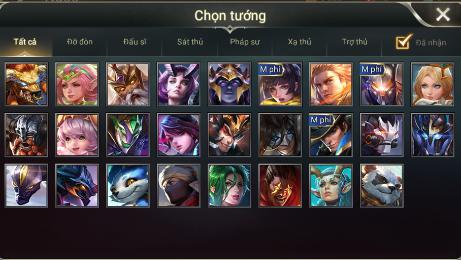 Chọn tướng
Tất cả Đỡ đòn Đấu sĩ Sát thủ Pháp sư Xạ thủ Trợ thủ Đã nhận
M phí M phí
M phí